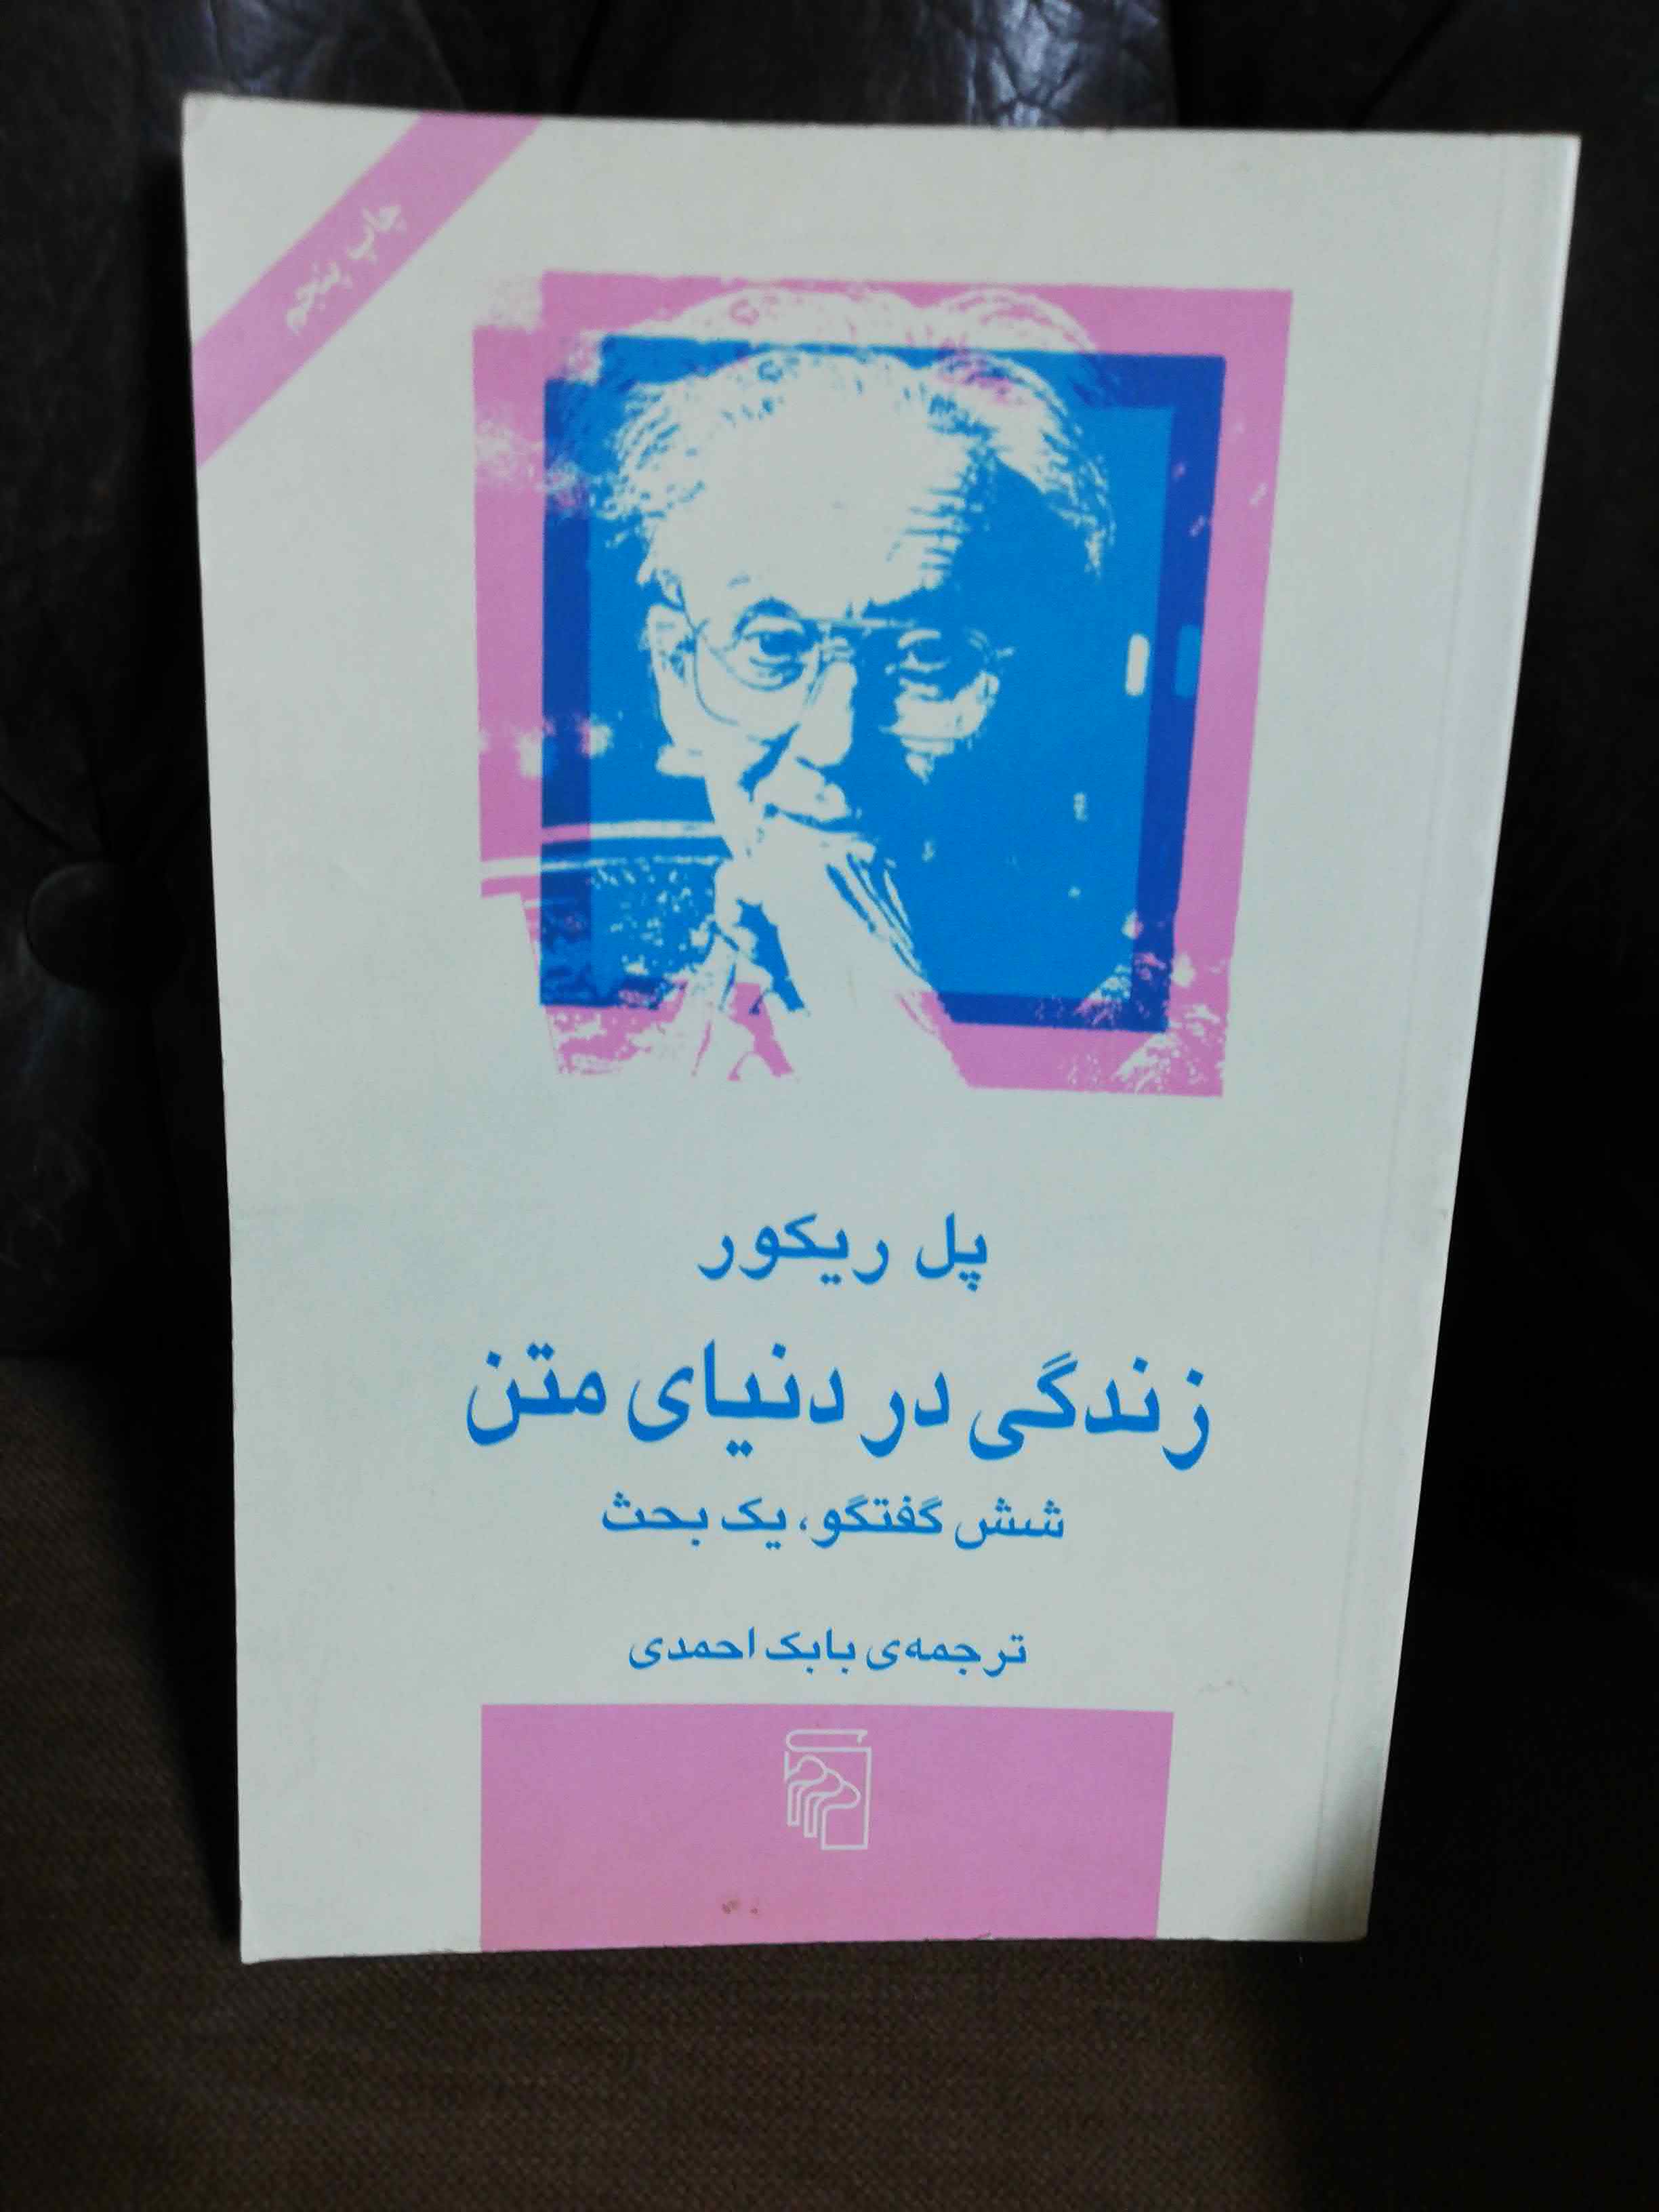 چاپ پنجم
پل ریکور
زندگی در دنیای متن
شش گفتگو، یک بحث
ترجمه‌ی بابک احمدی